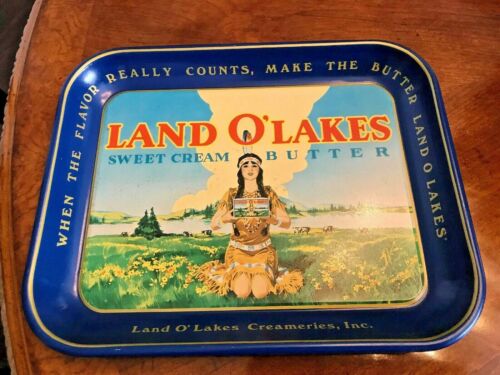 WHEN THE FLAVOR REALLY COUNTS, MAKE THE BUTTER LAND O LAKES'
LAND O'LAKES
SWEET CREAM BUTTER
Land O'Lakes Creameries, Inc.